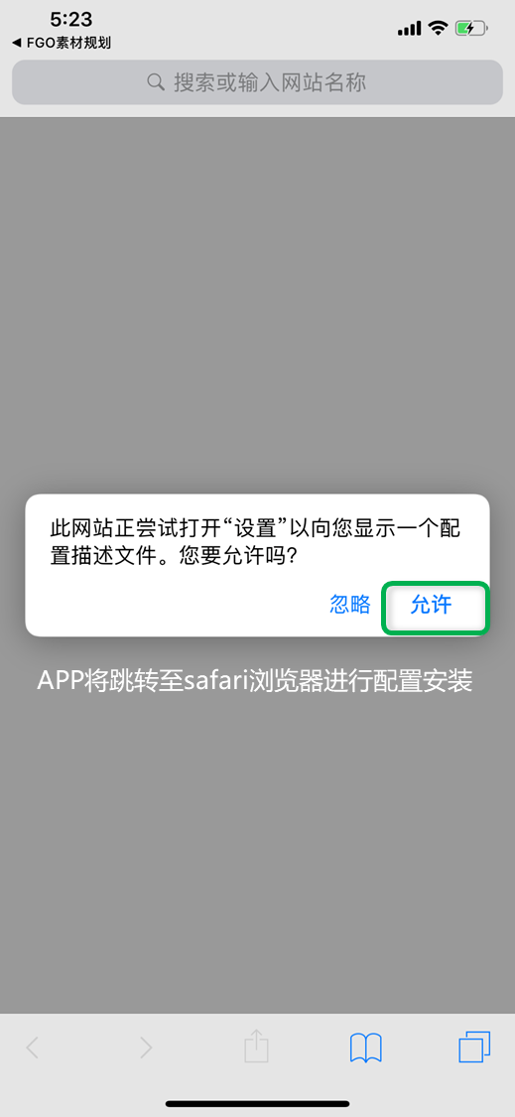 5:23
◀ FGO素材规划
搜索或输入网站名称
此网站正尝试打开“设置”以向您显示一个配
置描述文件。您要允许吗?
忽略 允许
APP将跳转至safari浏览器进行配置安装